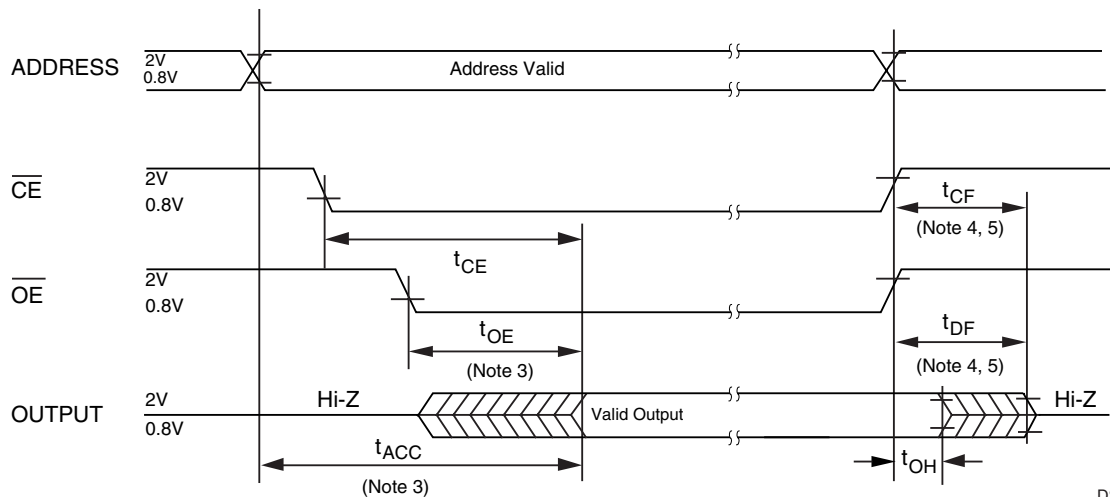 ADDRESS
2V
0.8V
Address Valid
CE
2V
0.8V
tCF
(Note 4, 5)
tCE
OE
2V
0.8V
tOE
(Note 3)
tDF
(Note 4, 5)
OUTPUT
2V
0.8V
Hi-Z
Valid Output
Hi-Z
tACC
(Note 3)
tOH
D